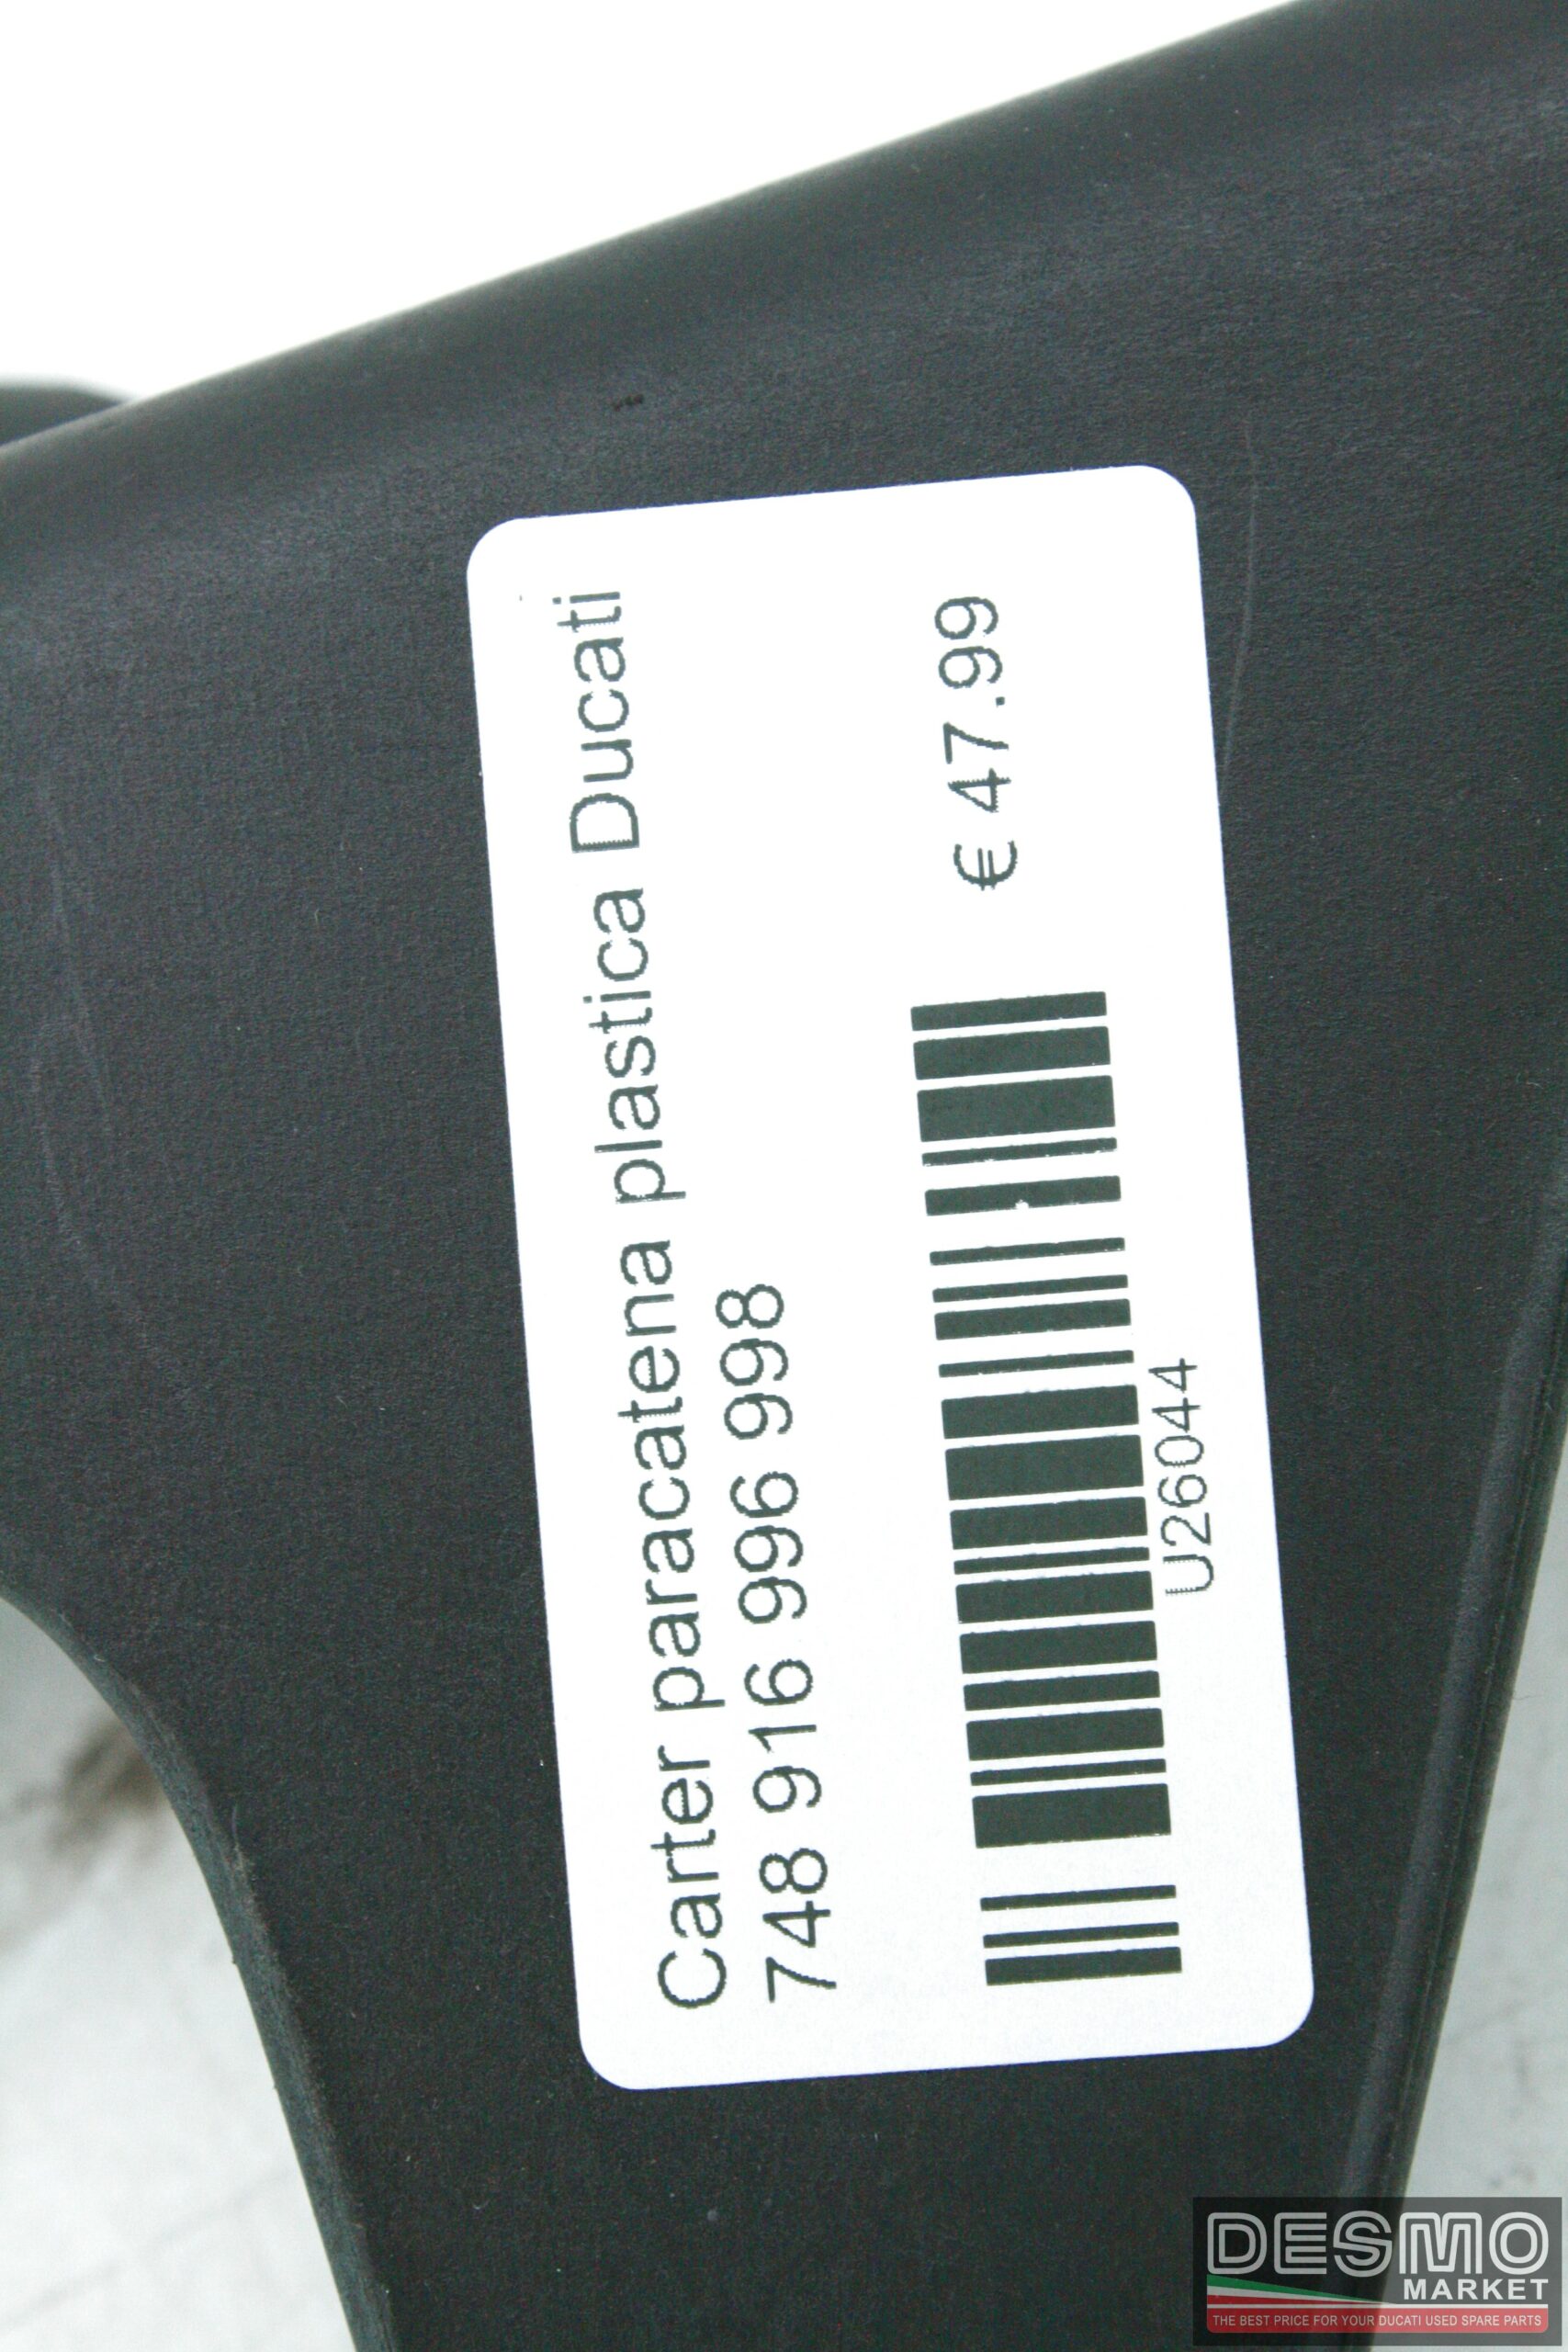 Carter paracatena plastica Ducati
748 916 996 998
€ 47.99
U26044
DESMO
MARKET
THE BEST PRICE FOR YOUR DUCATI USED SPARE PARTS